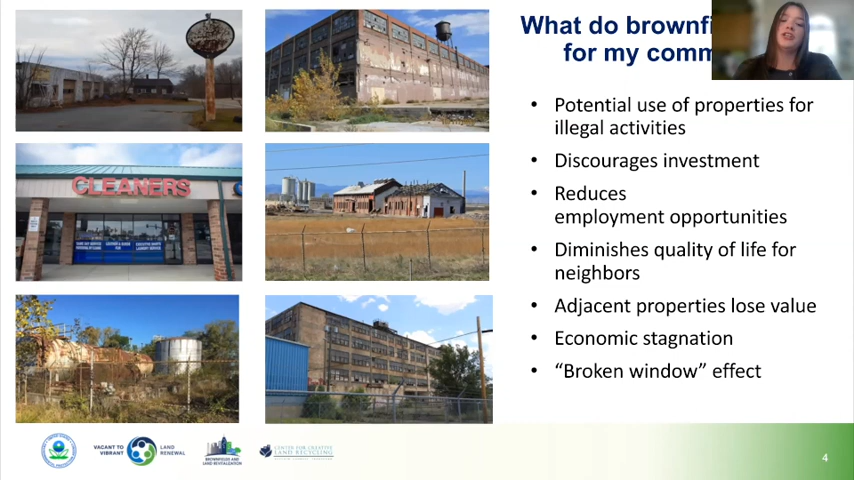 What do brownfi
for my comm
• Potential use of properties for
illegal activities
• Discourages investment
• Reduces
employment opportunities
• Diminishes quality of life for
neighbors
• Adjacent properties lose value
• Economic stagnation
• “Broken window” effect
CLEANERS
VACANT TO
VIBRANT
LAND
RENEWAL
BROWNFIELDS AND
LAND REVITALIZATION
CENTER FOR CREATIVE
LAND RECYCLING
4